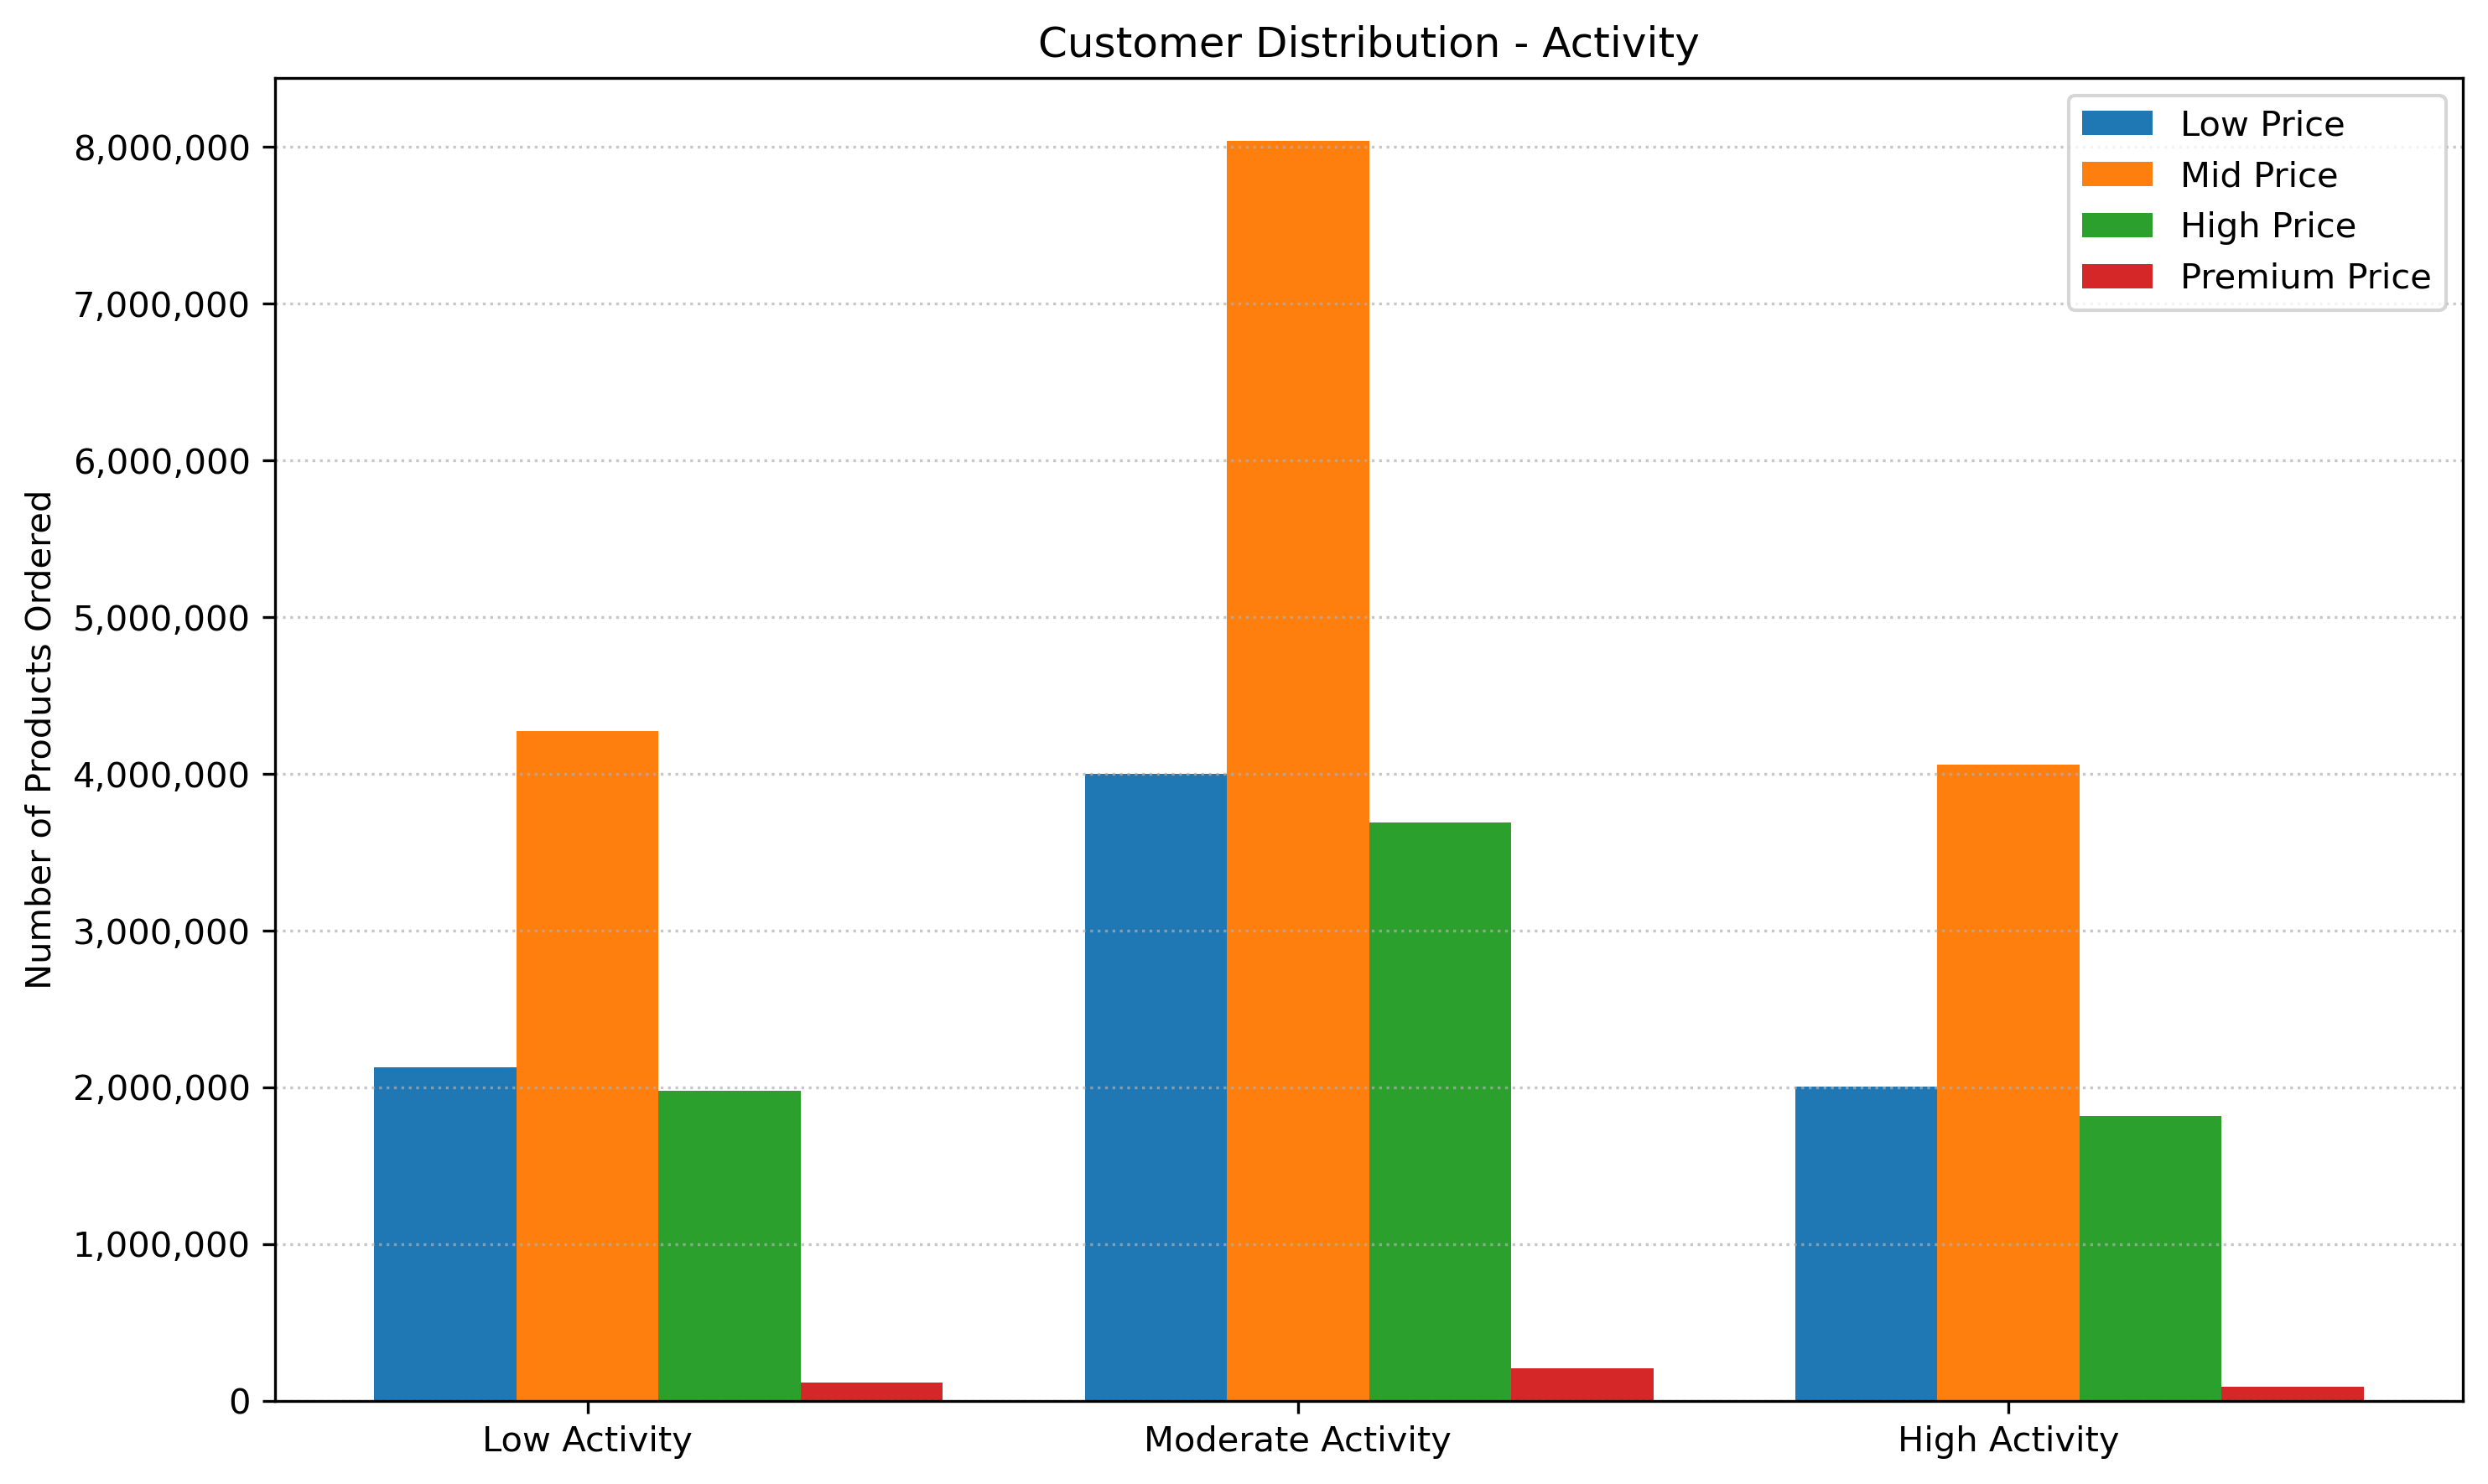 Customer Distribution - Activity
Low Price
Mid Price
High Price
Premium Price
Number of Products Ordered
8,000,000
7,000,000
6,000,000
5,000,000
4,000,000
3,000,000
2,000,000
1,000,000
0
Low Activity
Moderate Activity
High Activity